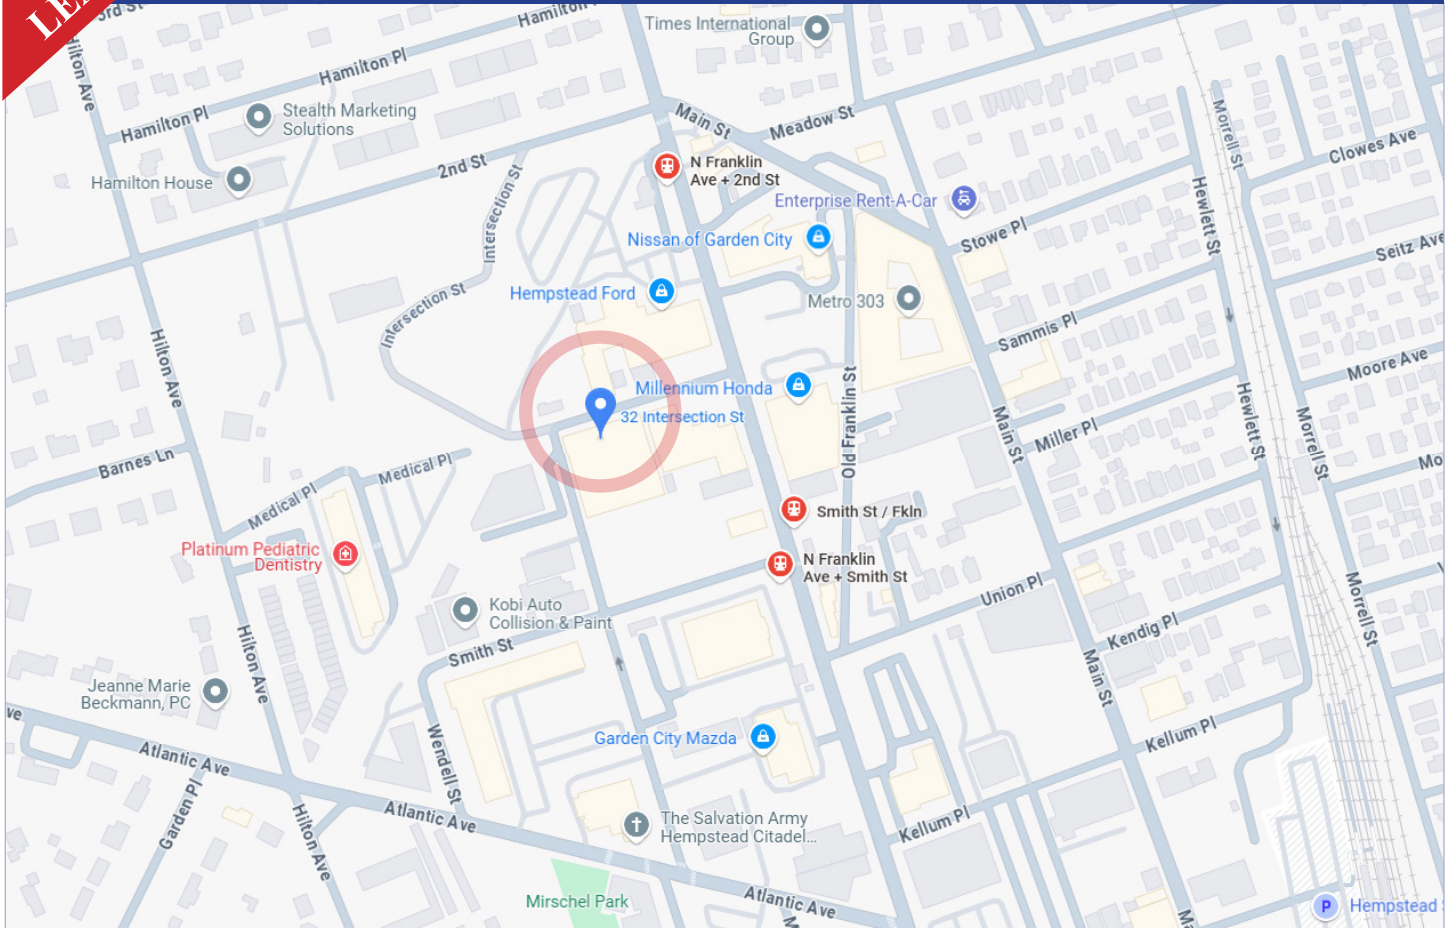 3rd St
Hamilton
Times International
Group
Hilton Ave
Hamilton Pl
Hamilton Pl
Stealth Marketing
Solutions
Main St
Meadow St
Morrell St
Clowes Ave
2nd St
N Franklin
Ave + 2nd St
Hamilton House
Intersection St
Enterprise Rent-A-Car
Hewlett St
Stowe Pl
Nissan of Garden City
Seitz Ave
Hempstead Ford
Intersection St
Metro 303
Sammis Pl
Hilton Ave
Moore Ave
Millennium Honda
32 Intersection St
Old Franklin St
Main St
Miller Pl
Hewlett St
Morrell St
Mo
Barnes Ln
Medical Pl
Medical Pl
Smith St / Fkln
Platinum Pediatric
Dentistry
N Franklin
Ave + Smith St
Union Pl
Morrell St
Kobi Auto
Collision & Paint
Kendig Pl
Smith St
Hilton Ave
Main St
Jeanne Marie
Beckmann, PC
ve
Atlantic Ave
Wendell St
Garden City Mazda
Kellum Pl
Garden Pl
Hilton Ave
Atlantic Ave
The Salvation Army
Hempstead Citadel...
Kellum Pl
Mirschel Park
Atlantic Ave
P
Hempstead
Ma